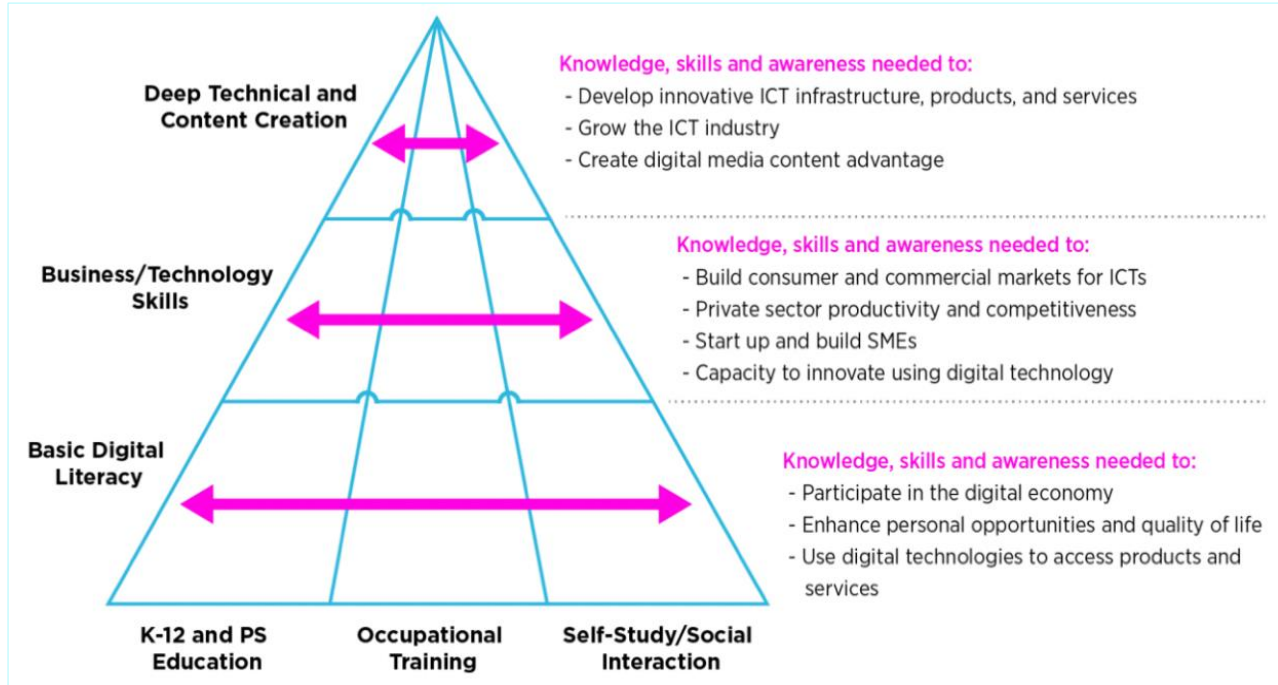 Deep Technical and
Content Creation
Knowledge, skills and awareness needed to:
- Develop innovative ICT infrastructure, products, and services
- Grow the ICT industry
- Create digital media content advantage
Business/Technology
Skills
Knowledge, skills and awareness needed to:
- Build consumer and commercial markets for ICTs
- Private sector productivity and competitiveness
- Start up and build SMEs
- Capacity to innovate using digital technology
Basic Digital
Literacy
Knowledge, skills and awareness needed to:
- Participate in the digital economy
- Enhance personal opportunities and quality of life
- Use digital technologies to access products and
services
K-12 and PS
Education
Occupational
Training
Self-Study/Social
Interaction